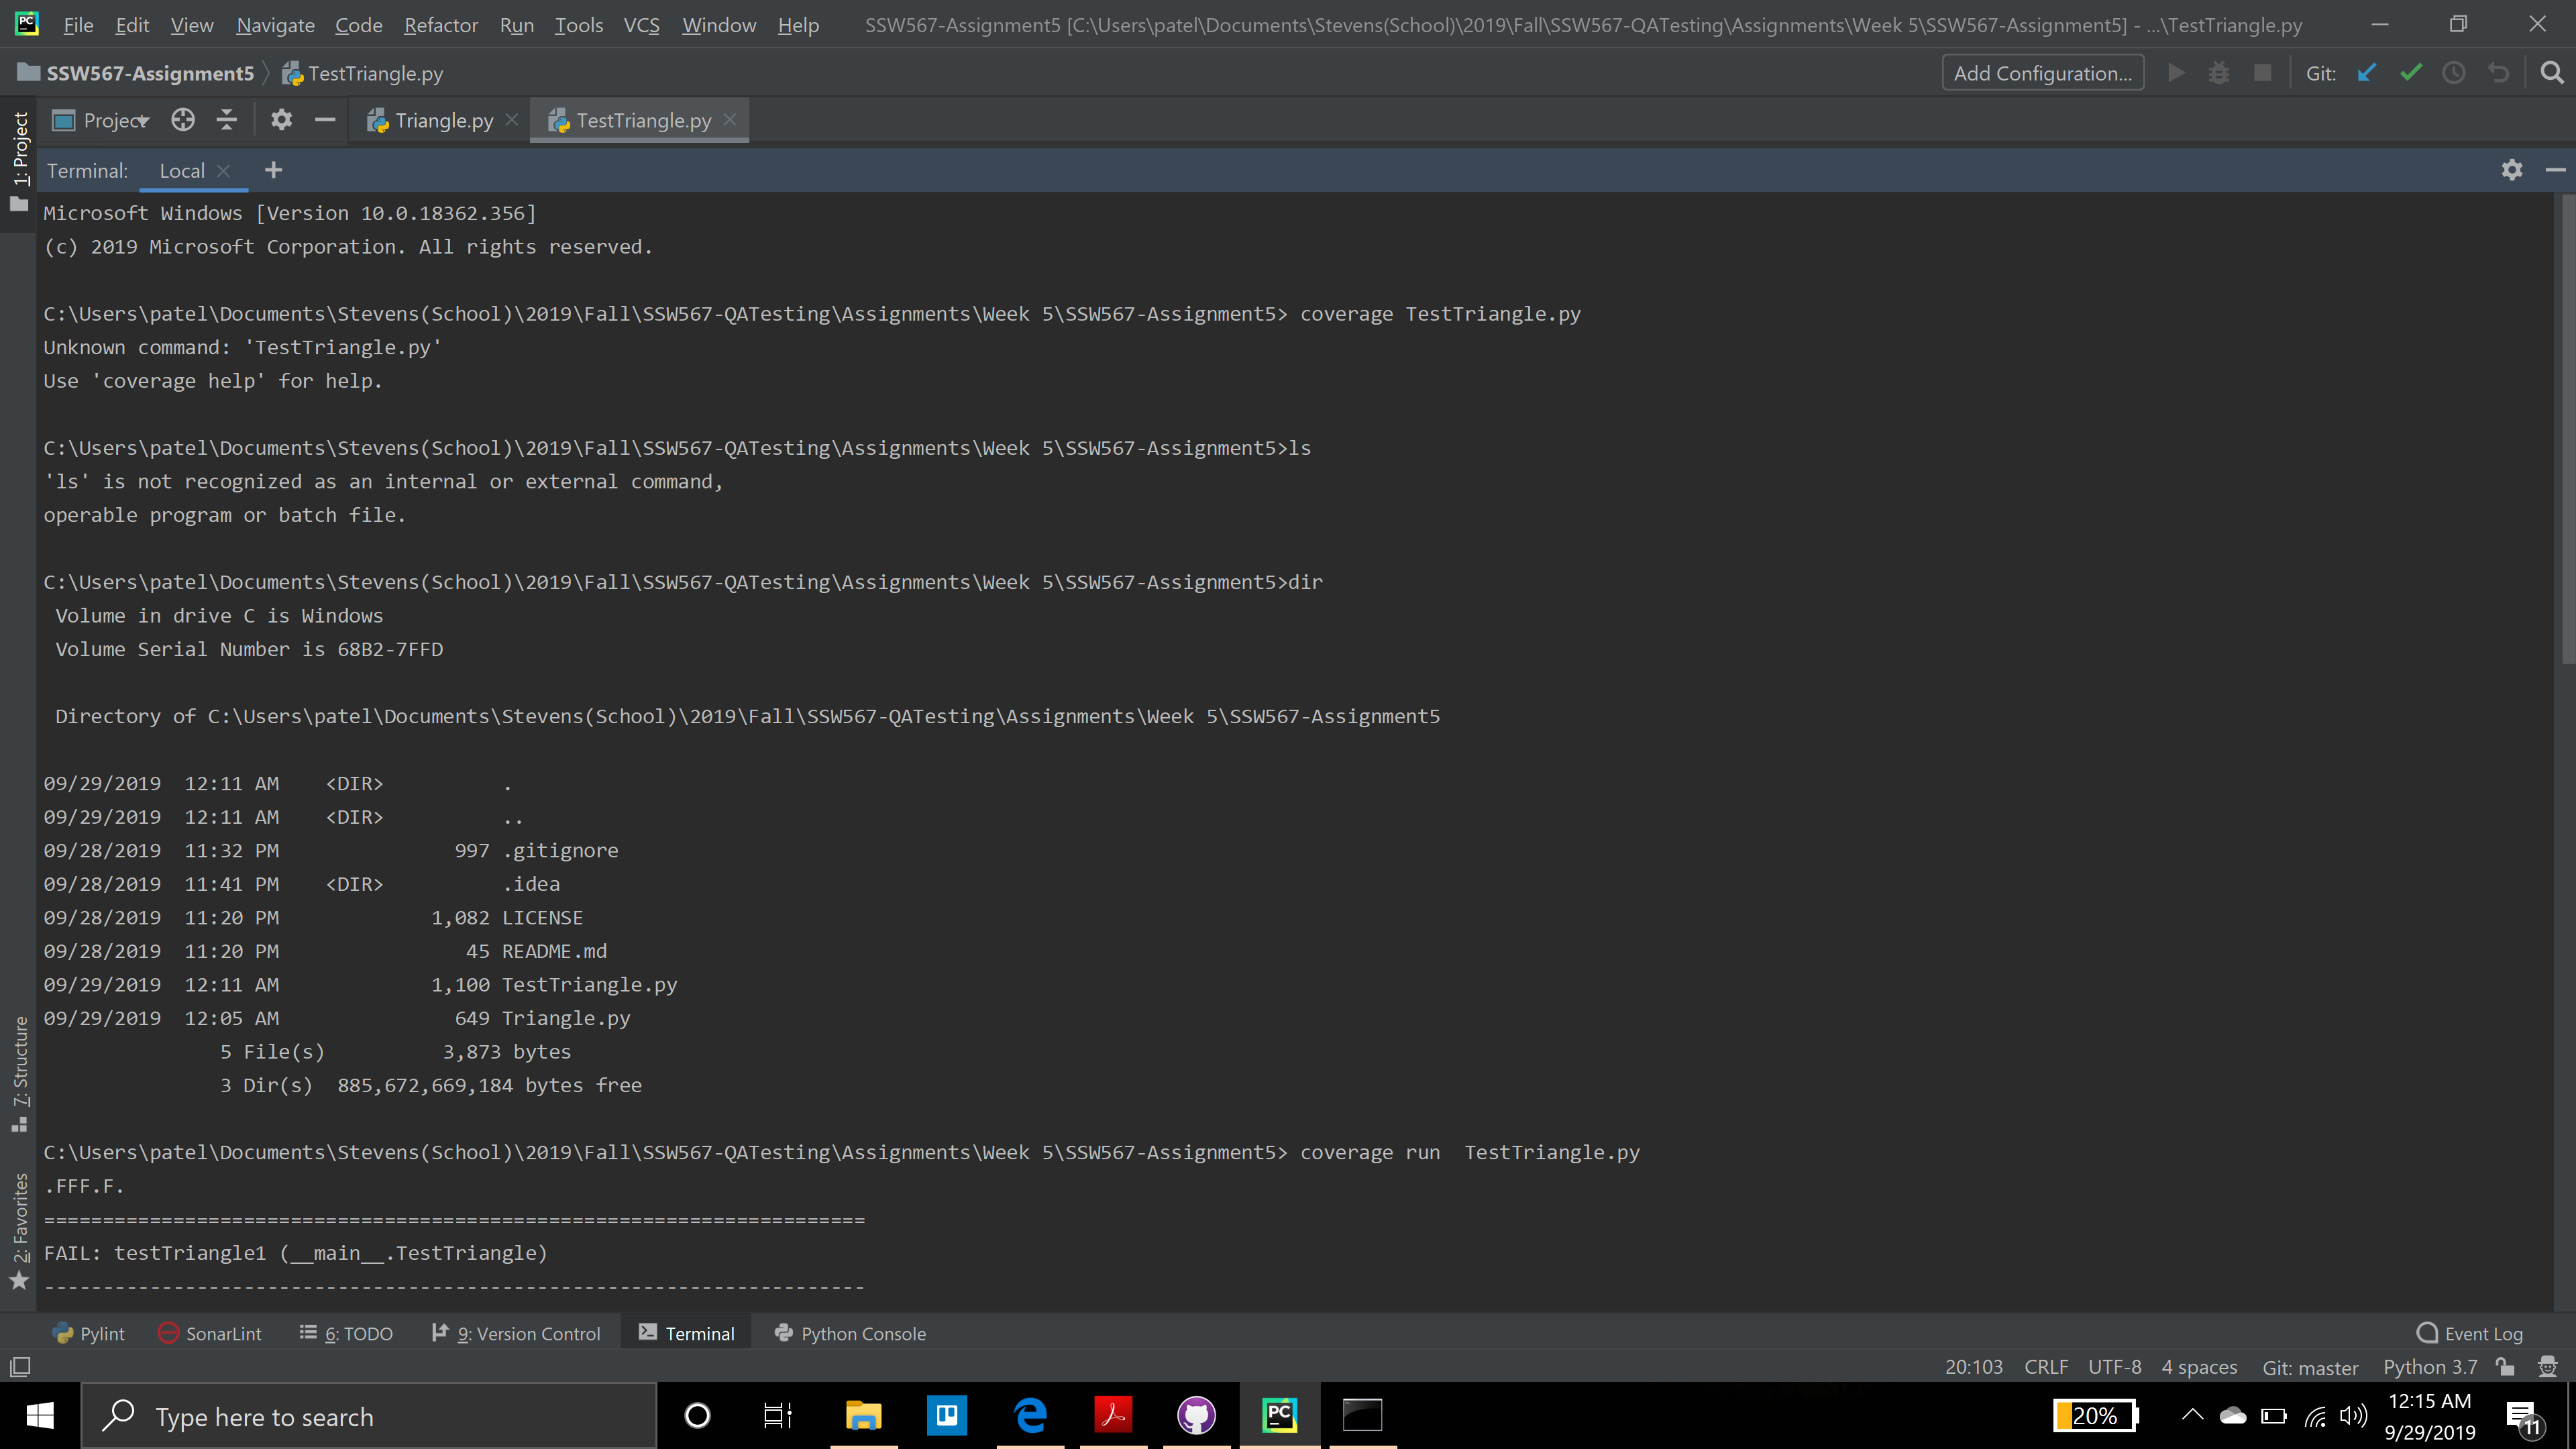 PC File Edit View Navigate Code Refactor Run Tools VCS Window Help SSW567-Assignment5 [C:\Users\patel\Documents\Stevens(School)\2019\Fall\SSW567-QATesting\Assignments\Week 5\SSW567-Assignment5] - ...\TestTriangle.py
SSW567-Assignment5 TestTriangle.py Add Configuration... Git:
1: Project
Project Triangle.py TestTriangle.py
Terminal: Local +
Microsoft Windows [Version 10.0.18362.356]
(c) 2019 Microsoft Corporation. All rights reserved.
C:\Users\patel\Documents\Stevens(School)\2019\Fall\SSW567-QATesting\Assignments\Week 5\SSW567-Assignment5> coverage TestTriangle.py
Unknown command: 'TestTriangle.py'
Use 'coverage help' for help.
C:\Users\patel\Documents\Stevens(School)\2019\Fall\SSW567-QATesting\Assignments\Week 5\SSW567-Assignment5>ls
'ls' is not recognized as an internal or external command,
operable program or batch file.
C:\Users\patel\Documents\Stevens(School)\2019\Fall\SSW567-QATesting\Assignments\Week 5\SSW567-Assignment5>dir
 Volume in drive C is Windows
 Volume Serial Number is 68B2-7FFD
 Directory of C:\Users\patel\Documents\Stevens(School)\2019\Fall\SSW567-QATesting\Assignments\Week 5\SSW567-Assignment5
09/29/2019  12:11 AM    <DIR>          .
09/29/2019  12:11 AM    <DIR>          ..
09/28/2019  11:32 PM               997 .gitignore
09/28/2019  11:41 PM    <DIR>          .idea
09/28/2019  11:20 PM             1,082 LICENSE
09/28/2019  11:20 PM                45 README.md
09/29/2019  12:11 AM             1,100 TestTriangle.py
09/29/2019  12:05 AM               649 Triangle.py
               5 File(s)          3,873 bytes
               3 Dir(s)  885,672,669,184 bytes free
C:\Users\patel\Documents\Stevens(School)\2019\Fall\SSW567-QATesting\Assignments\Week 5\SSW567-Assignment5> coverage run  TestTriangle.py
.FFF.F.
======================================================================
FAIL: testTriangle1 (__main__.TestTriangle)
----------------------------------------------------------------------
7: Structure
2: Favorites
Pylint SonarLint 6: TODO 9: Version Control Terminal Python Console Event Log
20:103 CRLF UTF-8 4 spaces Git: master Python 3.7
Type here to search PC 20% 12:15 AM
9/29/2019 11